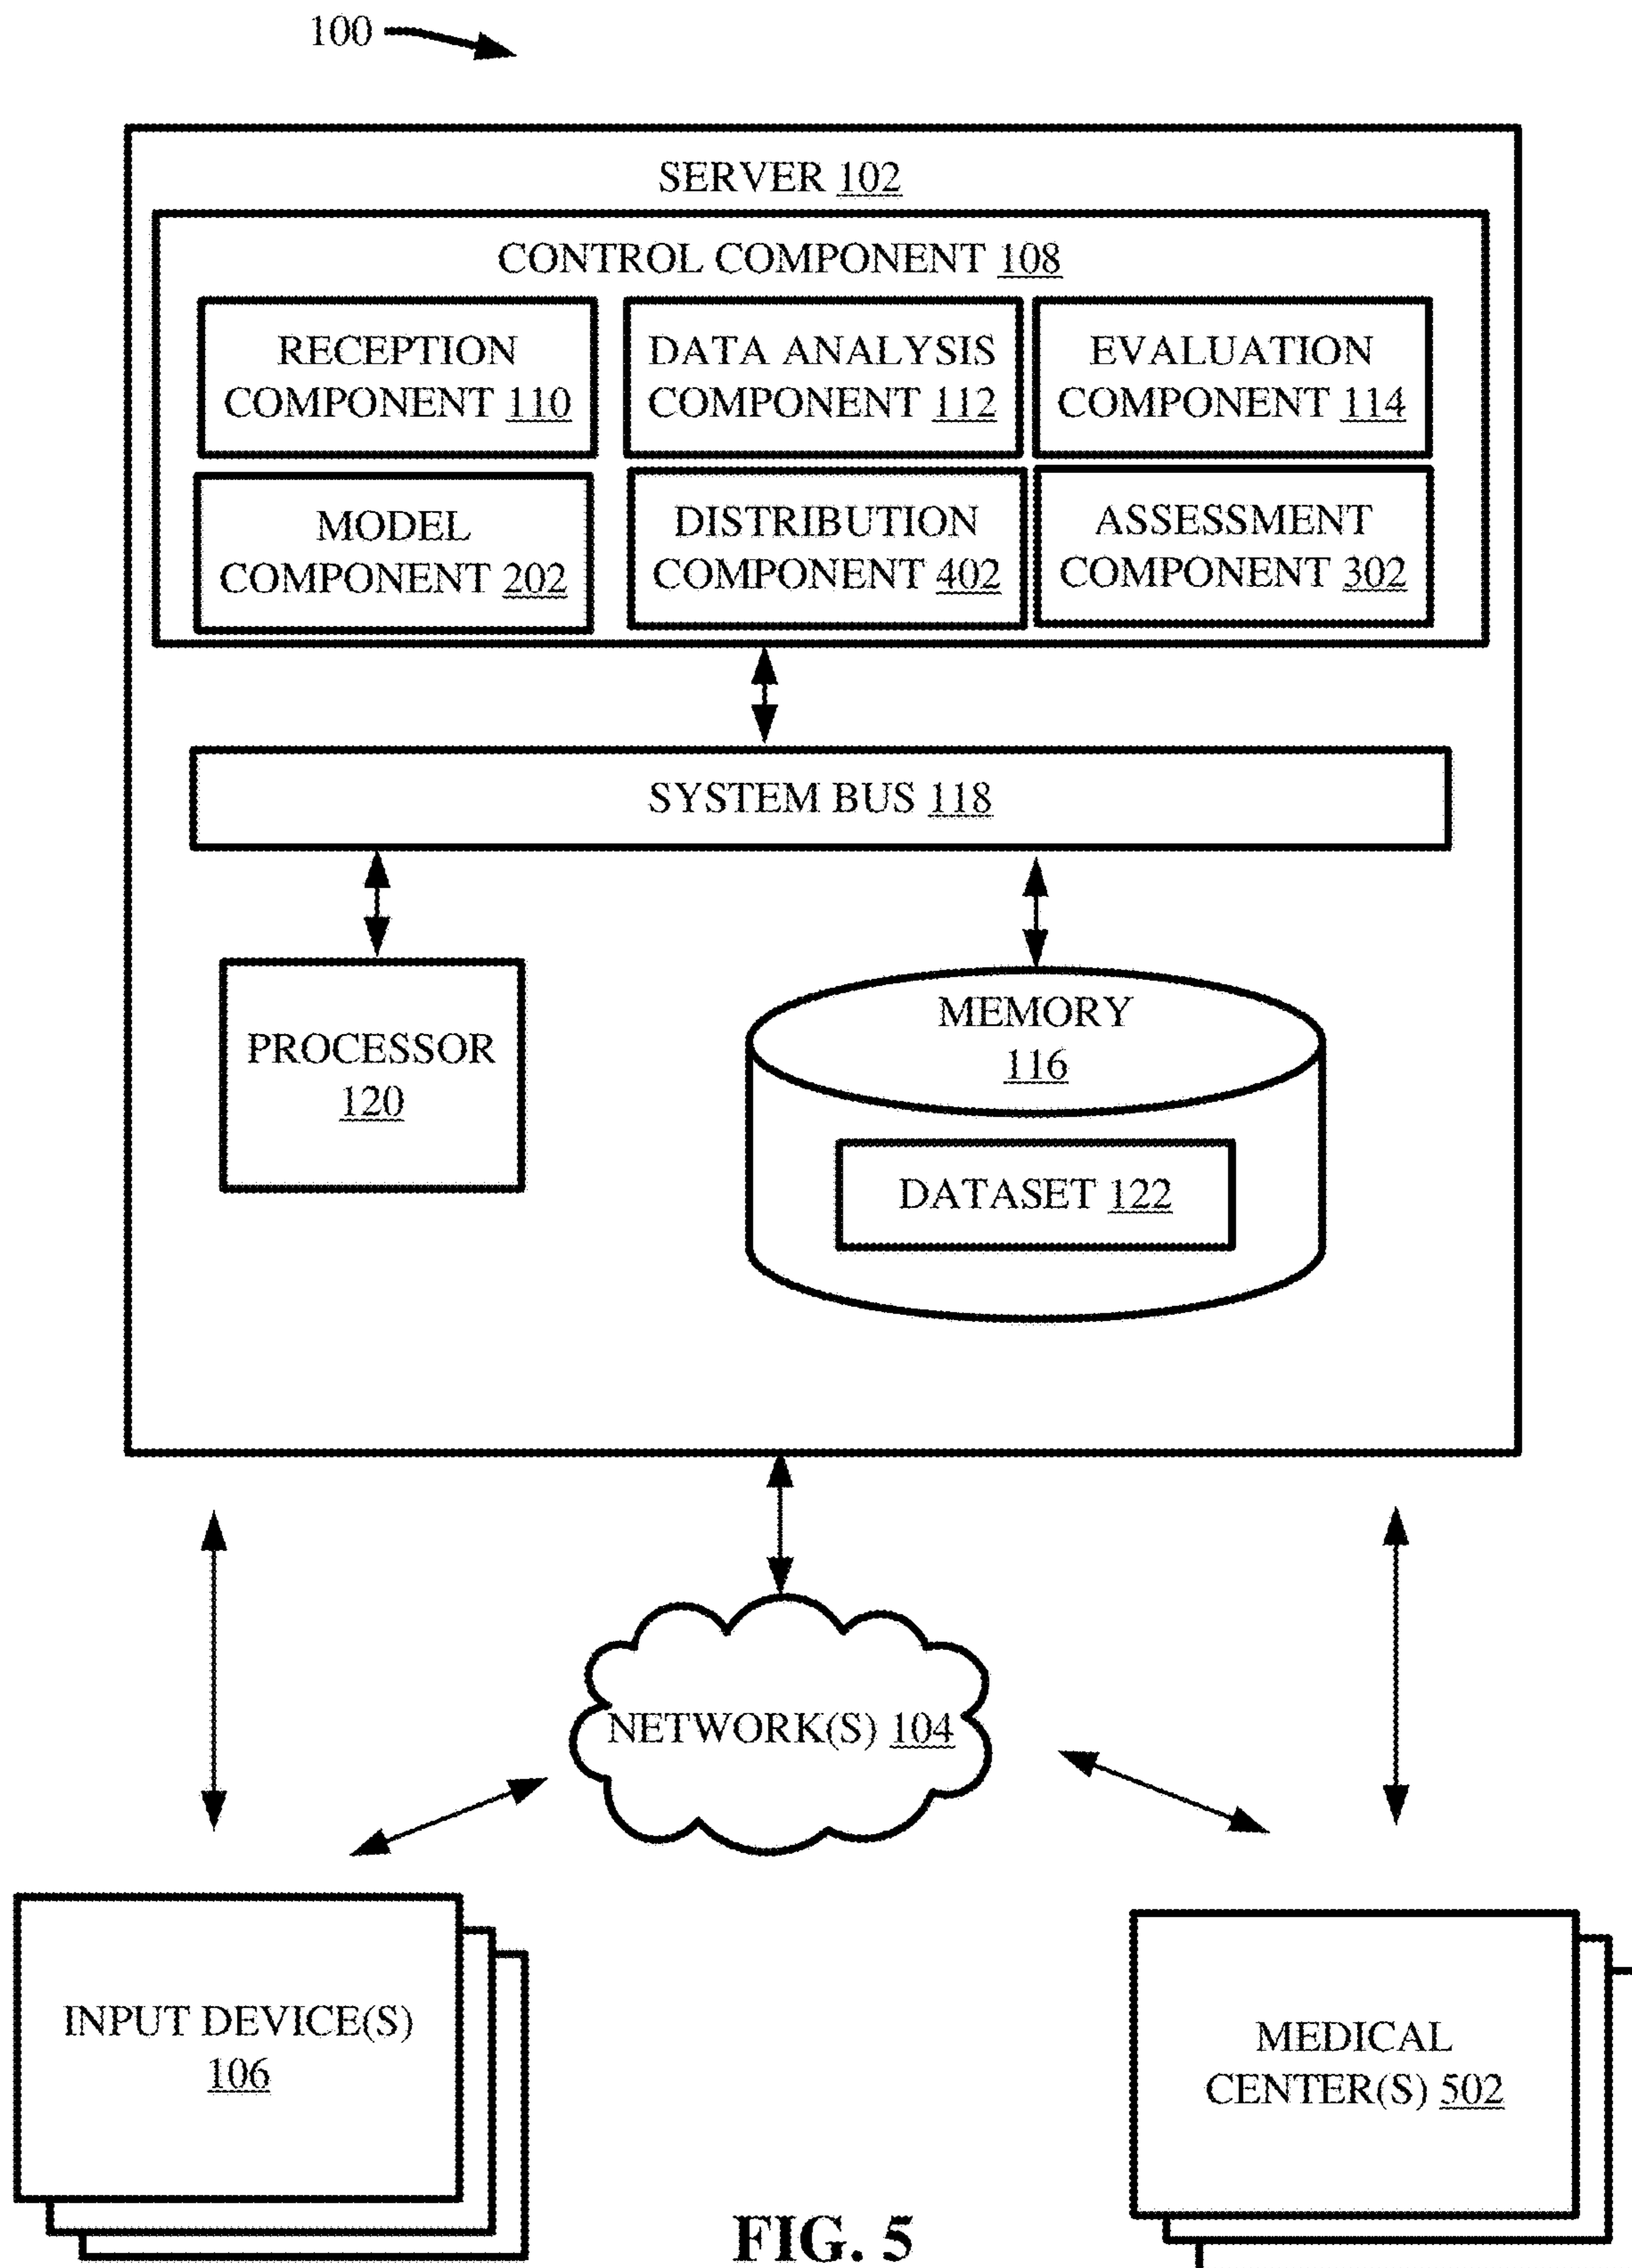 100
SERVER 102
CONTROL COMPONENT 108
RECEPTION
COMPONENT 110
DATA ANALYSIS
COMPONENT 112
EVALUATION
COMPONENT 114
MODEL
COMPONENT 202
DISTRIBUTION
COMPONENT 402
ASSESSMENT
COMPONENT 302
SYSTEM BUS 118
PROCESSOR
120
MEMORY
116
DATASET 122
NETWORK(S) 104
INPUT DEVICE(S)
106
MEDICAL
CENTER(S) 502
FIG. 5